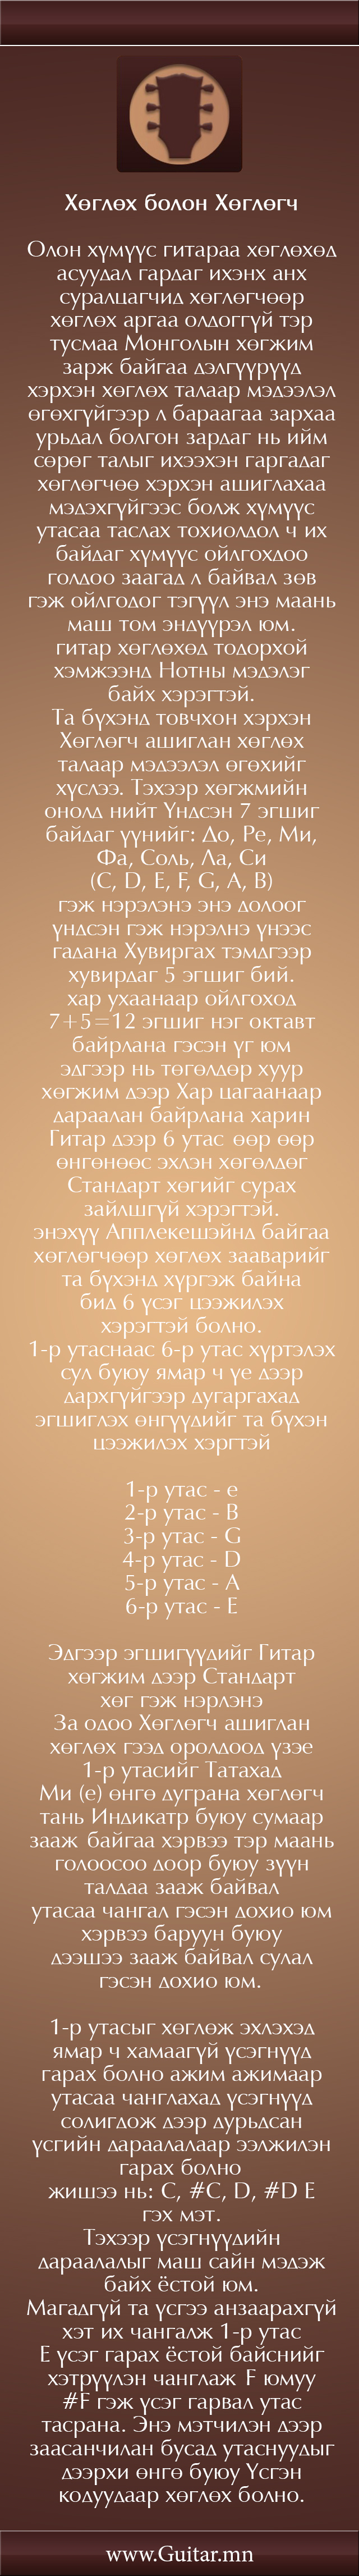 Хөглөх болон Хөглөгч
Олон хүмүүс гитараа хөглөхөд
асуудал гардаг ихэнх анх
суралцагчид хөглөгчөөр
хөглөх аргаа олдоггүй тэр
тусмаа Монголын хөгжим
зарж байгаа дэлгүүрүүд
хэрхэн хөглөх талаар мэдээлэл
өгөхгүйгээр л бараагаа зархаа
урьдал болгон зардаг нь ийм
сөрөг талыг ихээхэн гаргадаг
хөглөгчөө хэрхэн ашиглахаа
мэдэхгүйгээс болж хүмүүс
утасаа таслах тохиолдол ч их
байдаг хүмүүс ойлгохдоо
голдоо заагад л байвал зөв
гэж ойлгодог тэгүүл энэ маань
маш том эндүүрэл юм.
гитар хөглөхөд тодорхой
хэмжээнд Нотны мэдэлэг
байх хэрэгтэй.
Та бүхэнд товчхон хэрхэн
Хөглөгч ашиглан хөглөх
талаар мэдээлэл өгөхийг
хүслээ. Тэхээр хөгжмийн
онолд нийт Үндсэн 7 эгшиг
байдаг үүнийг: До, Ре, Ми,
Фа, Соль, Ла, Си
(C, D, E, F, G, A, B)
гэж нэрэлэнэ энэ долоог
үндсэн гэж нэрэлнэ үнээс
гадана Хувиргах тэмдгээр
хувирдаг 5 эгшиг бий.
хар ухаанаар ойлгоход
7+5=12 эгшиг нэг октавт
байрлана гэсэн үг юм
эдгээр нь төгөлдөр хуур
хөгжим дээр Хар цагаанаар
дараалан байрлана харин
Гитар дээр 6 утас өөр өөр
өнгөнөөс эхлэн хөгөлдөг
Стандарт хөгийг сурах
зайлшгүй хэрэгтэй.
энэхүү Апплекешэйнд байгаа
хөглөгчөөр хөглөх зааварийг
та бүхэнд хүргэж байна
бид 6 үсэг цээжилэх
хэрэгтэй болно.
1-р утаснаас 6-р утас хүртэлэх
сул буюу ямар ч үе дээр
дархгүйгээр дугаргахад
эгшиглэх өнгүүдийг та бүхэн
цээжилэх хэргтэй
1-р утас - e
2-р утас - B
3-р утас - G
4-р утас - D
5-р утас - A
6-р утас - E
Эдгээр эгшигүүдийг Гитар
хөгжим дээр Стандарт
хөг гэж нэрлэнэ
За одоо Хөглөгч ашиглан
хөглөх гээд оролдоод үзэе
1-р утасийг Татахад
Ми (e) өнгө дуграна хөглөгч
тань Индикатр буюу сумаар
зааж байгаа хэрвээ тэр маань
голоосоо доор буюу зүүн
талдаа зааж байвал
утасаа чангал гэсэн дохио юм
хэрвээ баруун буюу
дээшээ зааж байвал сулал
гэсэн дохио юм.
1-р утасыг хөглөж эхлэхэд
ямар ч хамаагүй үсэгнүүд
гарах болно ажим ажимаар
утасаа чанглахад үсэгнүүд
солигдож дээр дурьдсан
үсгийн дараалалаар ээлжилэн
гарах болно
жишээ нь: C, #C, D, #D E
гэх мэт.
Тэхээр үсэгнүүдийн
дараалалыг маш сайн мэдэж
байх ёстой юм.
Магадгүй та үсгээ анзаарахгүй
хэт их чангалж 1-р утас
E үсэг гарах ёстой байснийг
хэтрүүлэн чанглаж F юмуу
#F гэж үсэг гарвал утас
тасрана. Энэ мэтчилэн дээр
заасанчилан бусад утаснуудыг
дээрхи өнгө буюу Үсгэн
кодуудаар хөглөх болно.
www.Guitar.mn